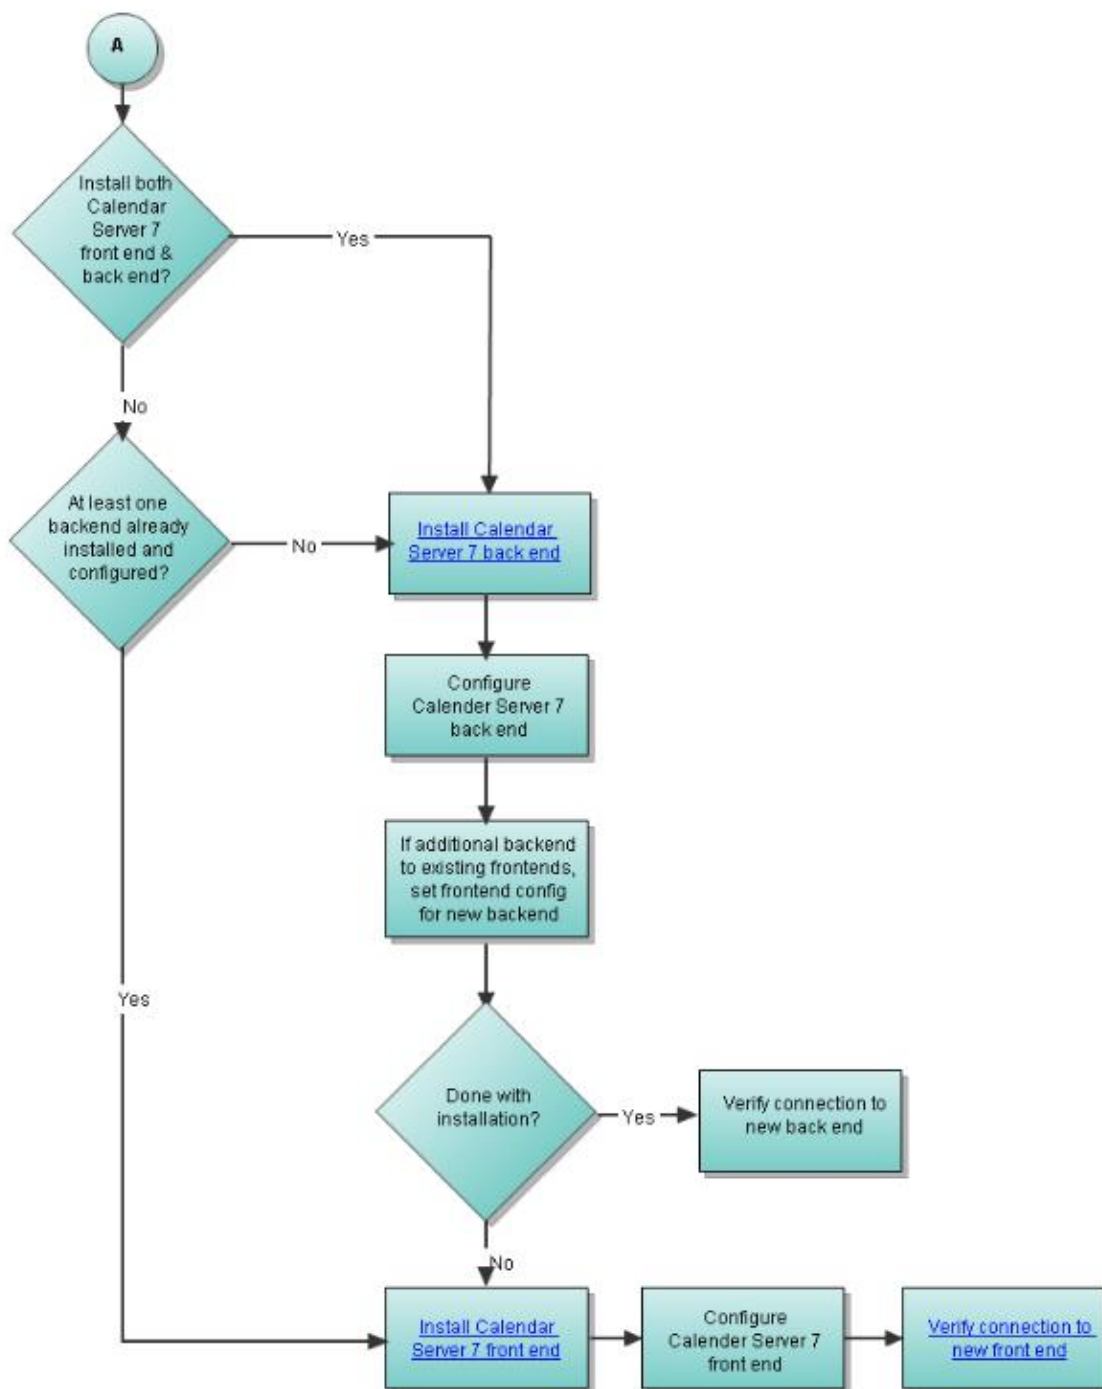 A
Install both
Calendar
Server 7
front end &
back end?
Yes
No
At least one
backend already
installed and
configured?
No
Install Calendar
Server 7 back end
Configure
Calender Server 7
back end
If additional backend
to existing frontends,
set frontend config
for new backend
Yes
Done with
installation?
Yes
Verify connection to
new back end
No
Install Calendar
Server 7 front end
Configure
Calender Server 7
front end
Verify connection to
new front end